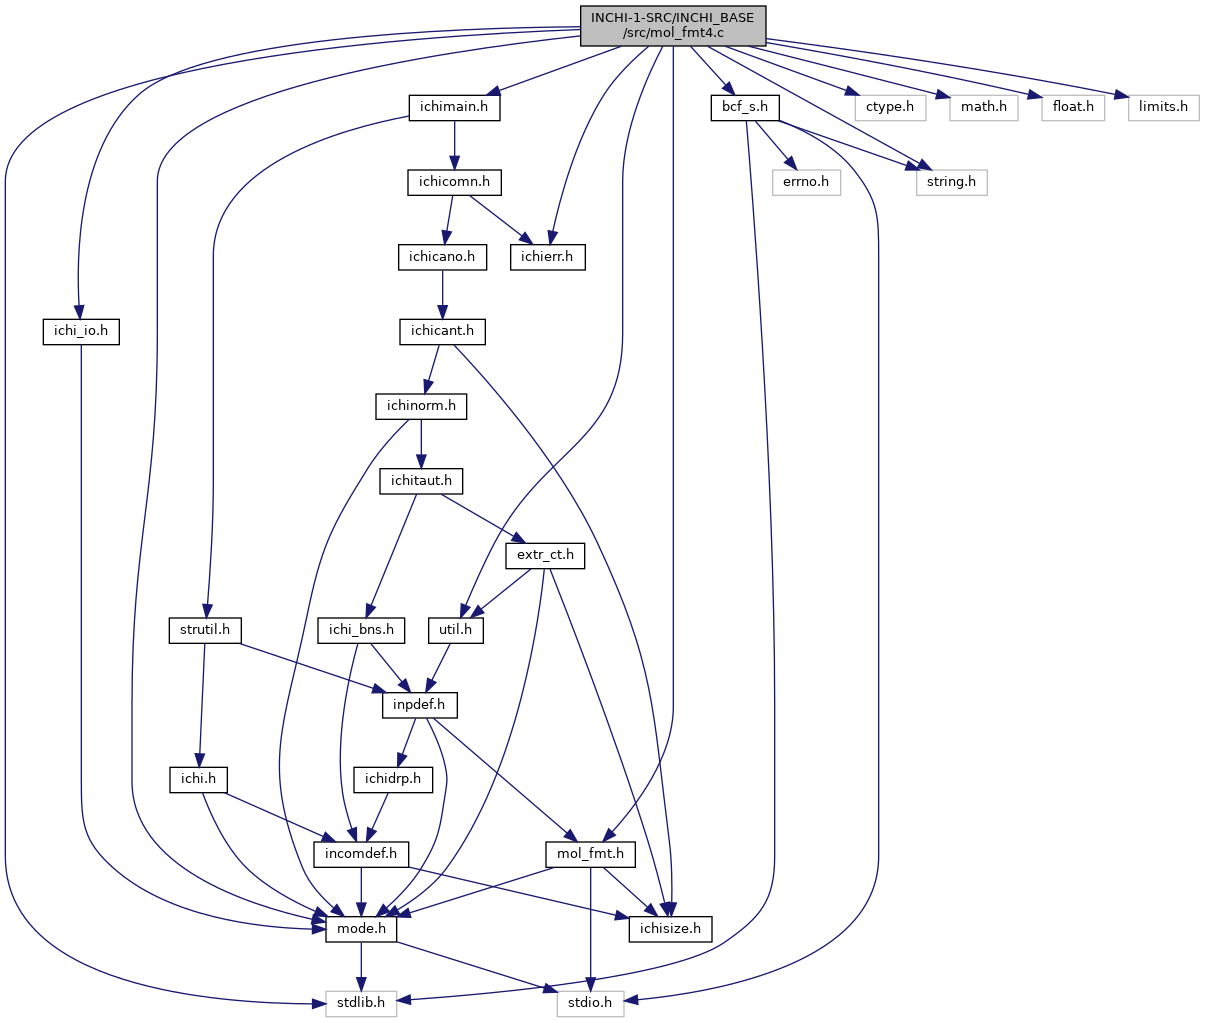 INCHI-1-SRC/INCHI_BASE
/src/mol_fmt4.c
ichimain.h
bcf_s.h
ctype.h
math.h
float.h
limits.h
ichicomn.h
errno.h
string.h
ichicano.h
ichierr.h
ichi_io.h
ichicant.h
ichinorm.h
ichitaut.h
extr_ct.h
strutil.h
ichi_bns.h
util.h
inpdef.h
ichi.h
ichidrp.h
incomdef.h
mol_fmt.h
mode.h
ichisize.h
stdlib.h
stdio.h